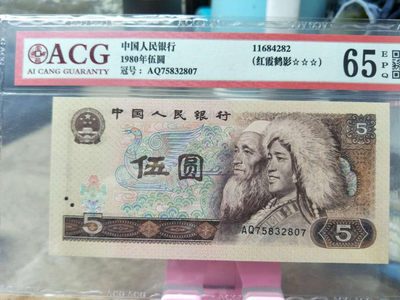 ACG
AI CANG GUARANTY
中国人民银行
1980年伍圆
冠号：AQ75832807
11684282
(红霞鹤影☆☆☆)
65
EPQ
中国人民银行
5
伍圆
AQ75832807
5
5